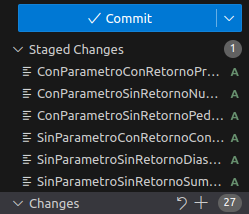 Commit
Staged Changes 1
ConParametroConRetornoPr... A
ConParametroSinRetornoNu... A
ConParametroSinRetornoPed... A
SinParametroConRetornoCon... A
SinParametroSinRetornoDias... A
SinParametroSinRetornoSum... A
Changes 27